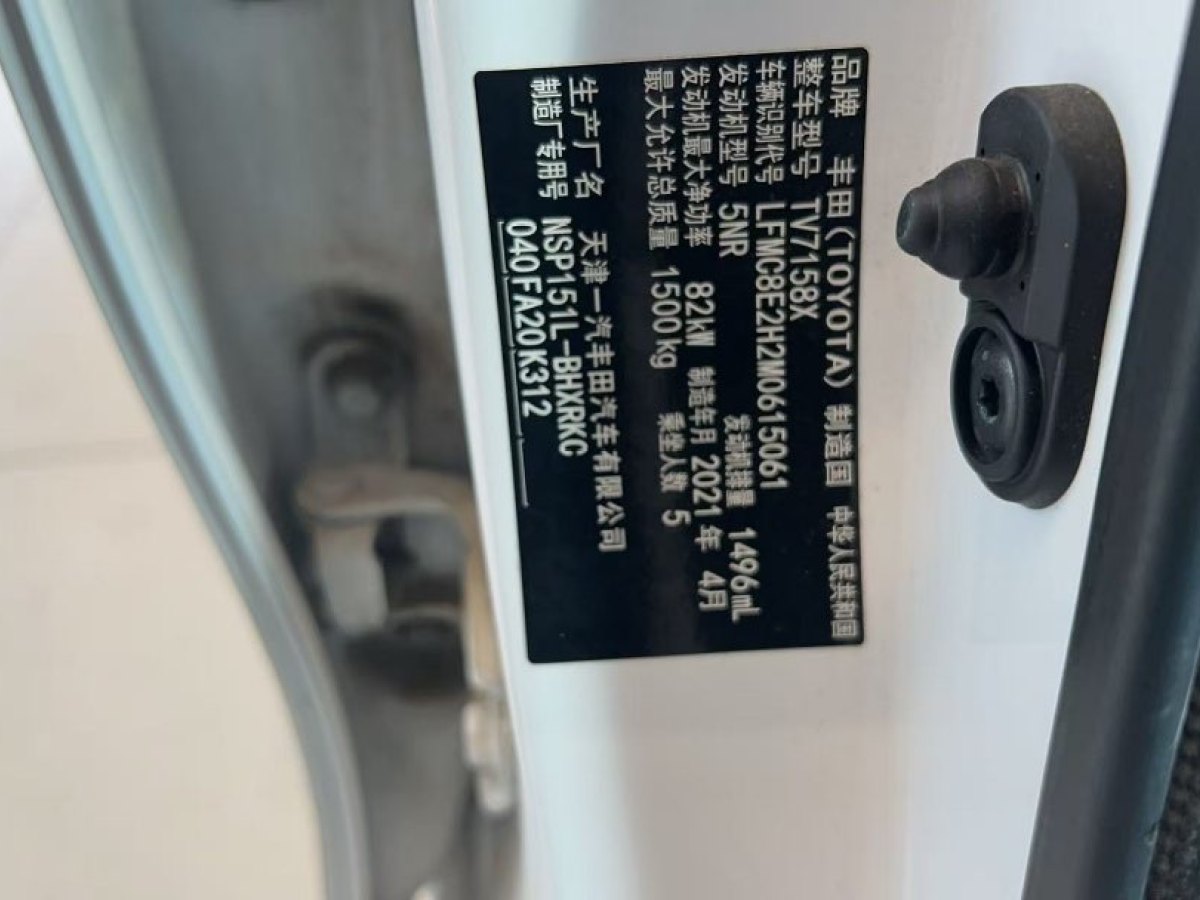 品牌 丰田(TOYOTA) 制造国 中华人民共和国
整车型号 TV7158X
车辆识别代号 LFMC8E2H2M0615061
发动机型号 5NR 发动机排量 1496mL
发动机最大净功率 82kW 制造年月 2021年 4月
最大允许总质量 1500kg 乘坐人数 5
生产厂名 天津一汽丰田汽车有限公司
制造厂专用号 NSP151L-BHXRKC
040FA20K312